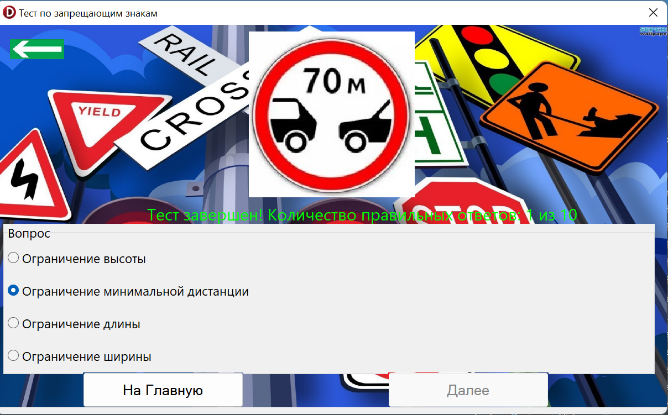 Тест по запрещающим знакам
RAIL
CROSS
YIELD
70 м
STOP
Тест завершен! Количество правильных ответов: 1 из 10
Вопрос
Ограничение высоты
Ограничение минимальной дистанции
Ограничение длины
Ограничение ширины
На Главную
Далее